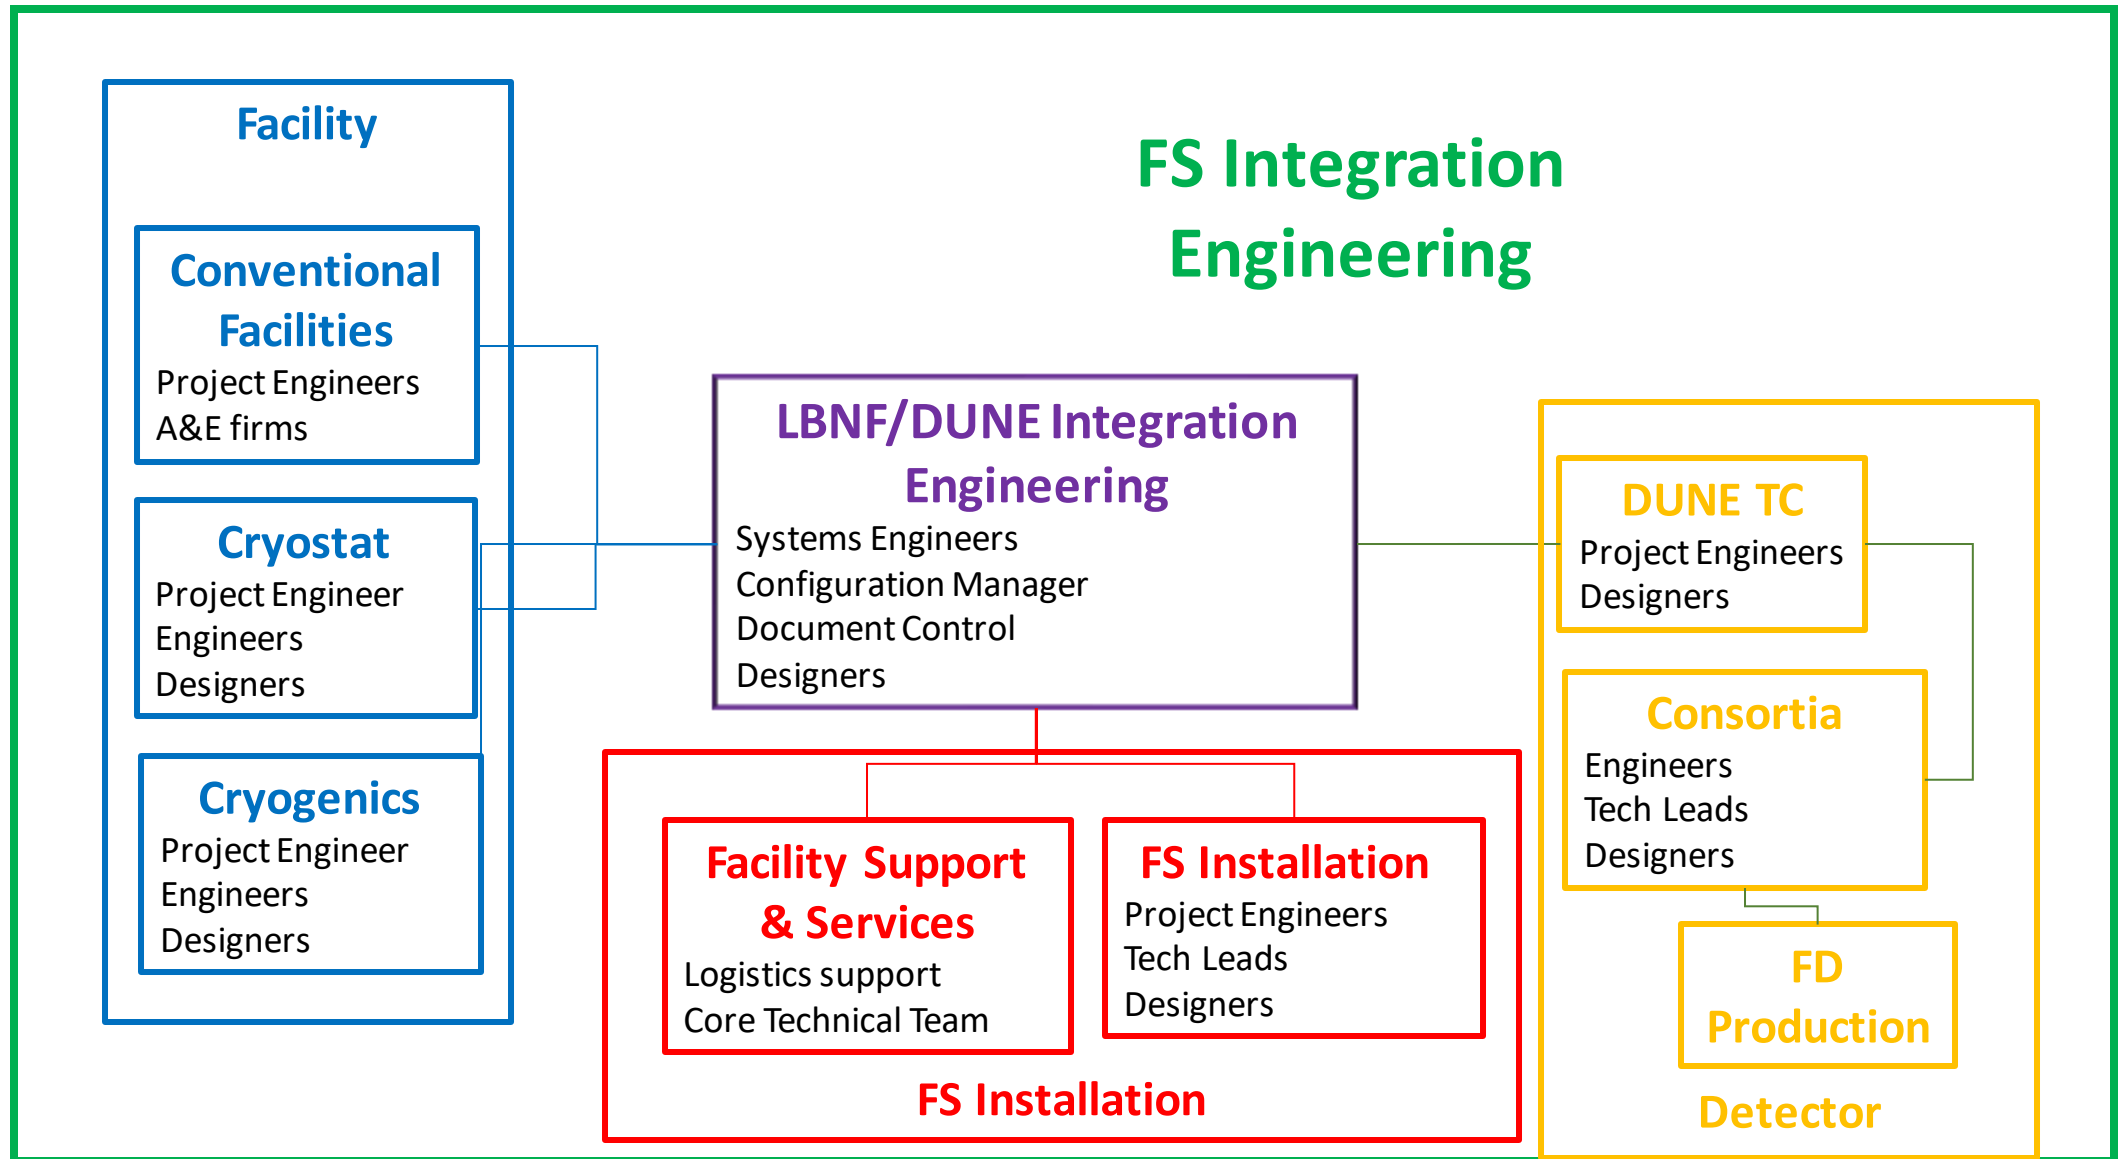 FS Integration
Engineering
Facility
Conventional
Facilities
Project Engineers
A&E firms
Cryostat
Project Engineer
Engineers
Designers
Cryogenics
Project Engineer
Engineers
Designers
LBNF/DUNE Integration
Engineering
Systems Engineers
Configuration Manager
Document Control
Designers
Facility Support
& Services
Logistics support
Core Technical Team
FS Installation
Project Engineers
Tech Leads
Designers
FS Installation
DUNE TC
Project Engineers
Designers
Consortia
Engineers
Tech Leads
Designers
FD
Production
Detector